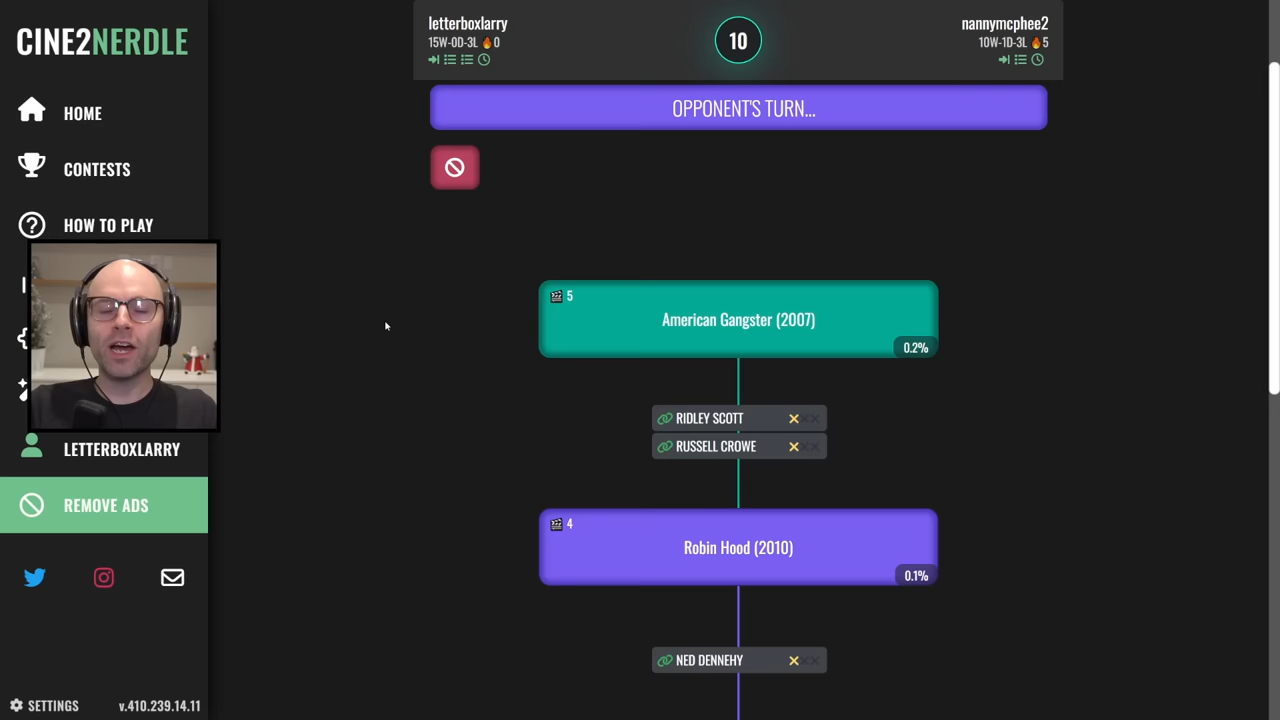 CINE2NERDLE
HOME
CONTESTS
HOW TO PLAY
LETTERBOXLARRY
REMOVE ADS
SETTINGS
v.410.239.14.11
letterboxlarry
15W-0D-3L 🔥0
10
nannymcphee2
10W-1D-3L 🔥5
OPPONENT'S TURN...
5
American Gangster (2007)
0.2%
RIDLEY SCOTT
RUSSELL CROWE
4
Robin Hood (2010)
0.1%
NED DENNEHY